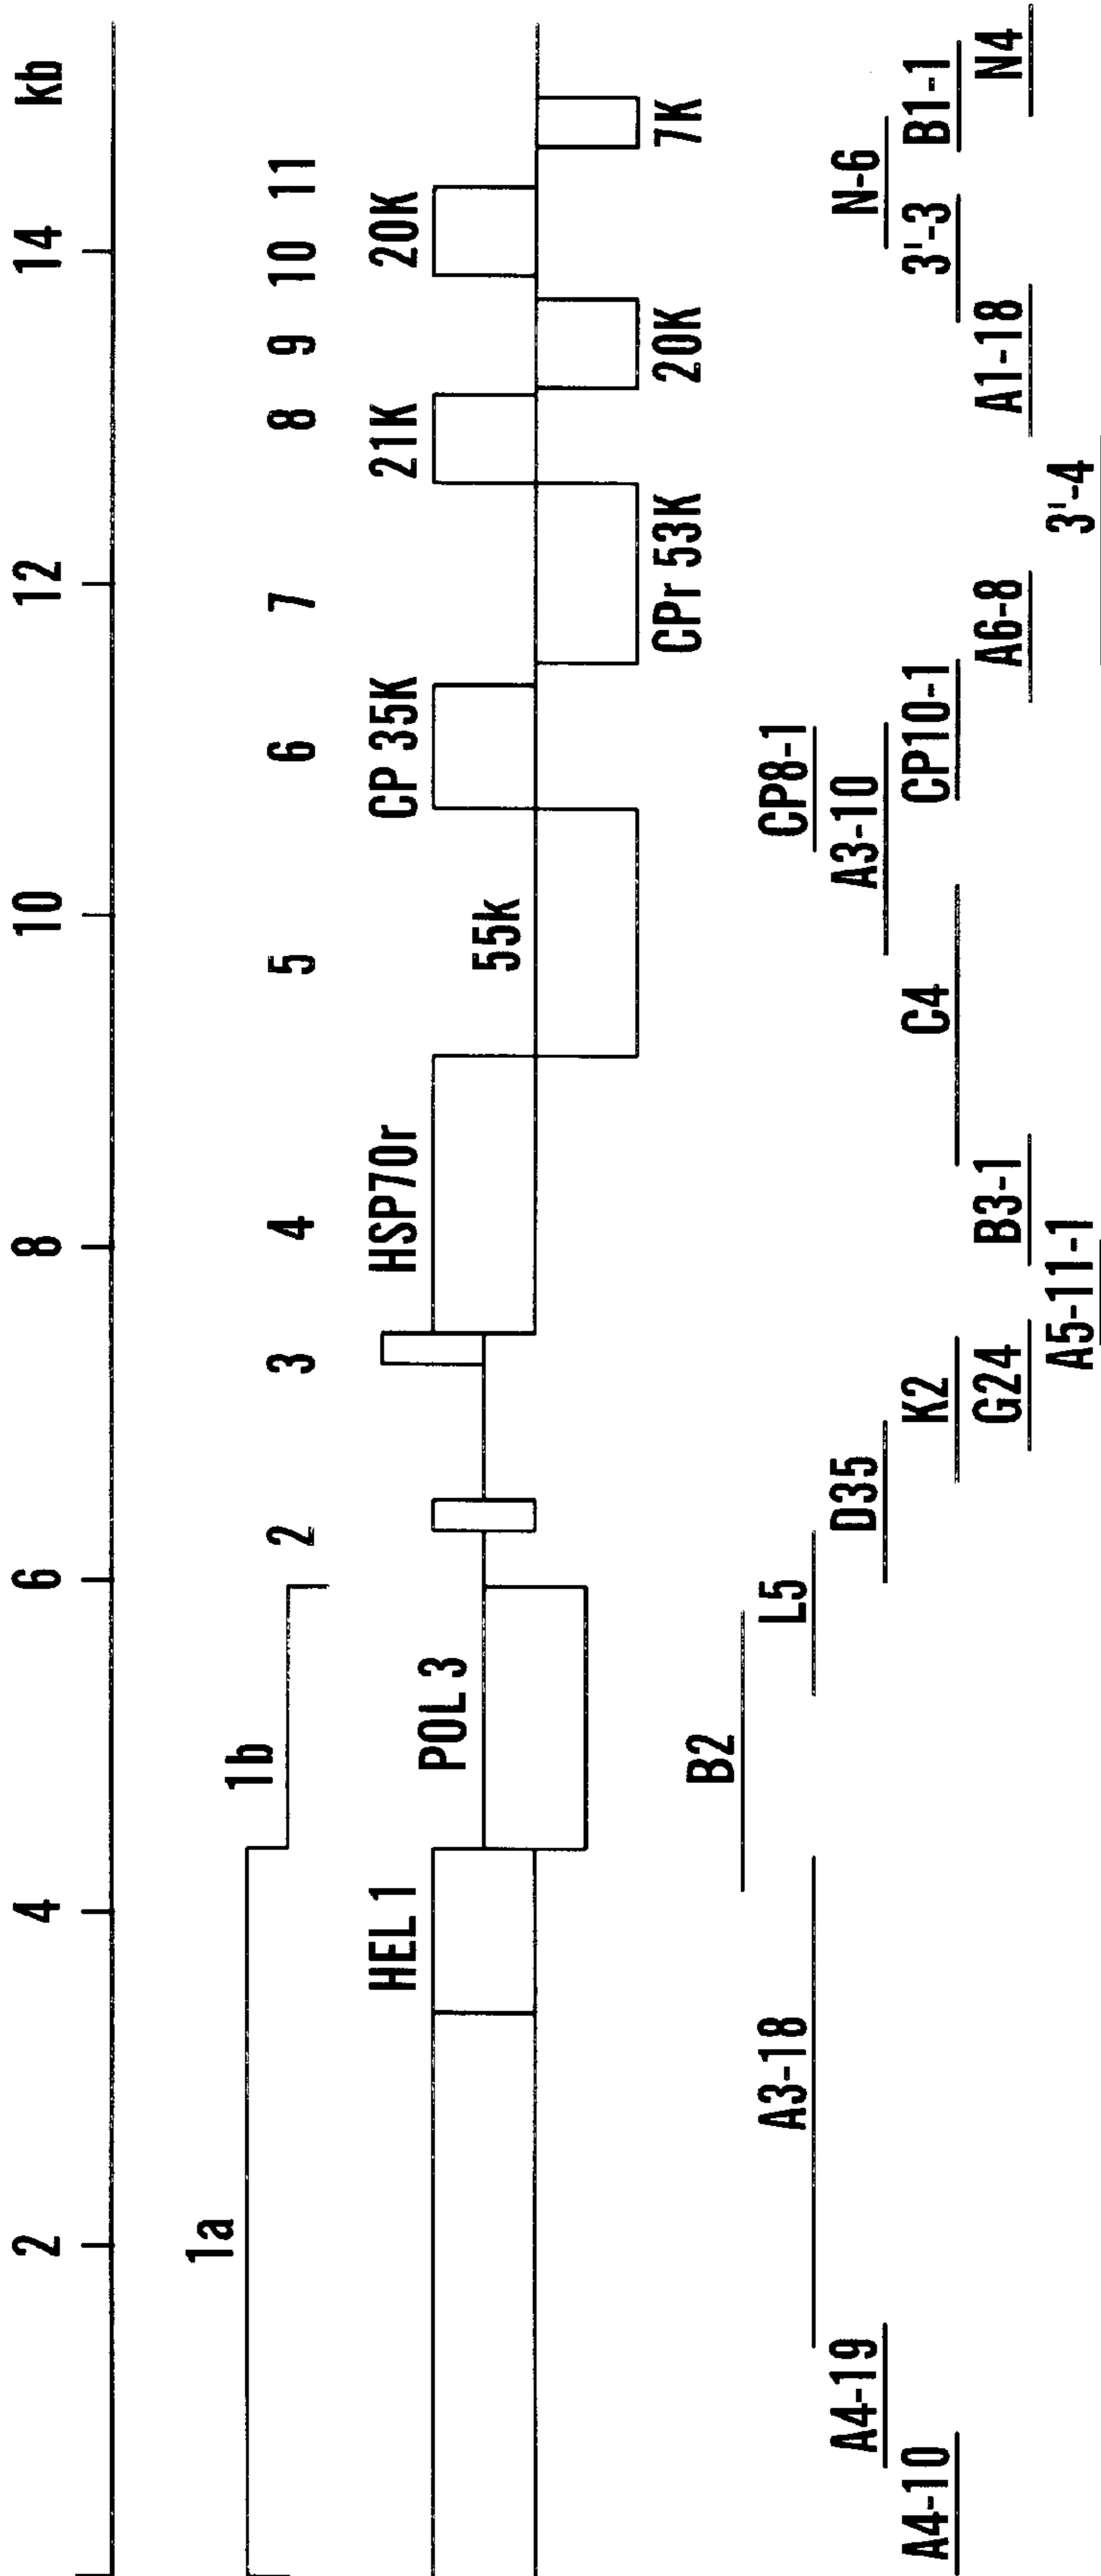 2 4 6 8 10 12 14 kb
1a
1b
2 3 4 5 6 7 8 9 10 11
HEL 1
HSP70r
CP 35K
21K
20K
POL 3
55k
CPr 53K
20K
7K
B2
A3-18
L5
CP8-1
A4-19
D35
A3-10
N-6
A4-10
K2
C4
CP10-1
3'-3
B1-1
G24
B3-1
A6-8
A1-18
N4
A5-11-1
3'-4